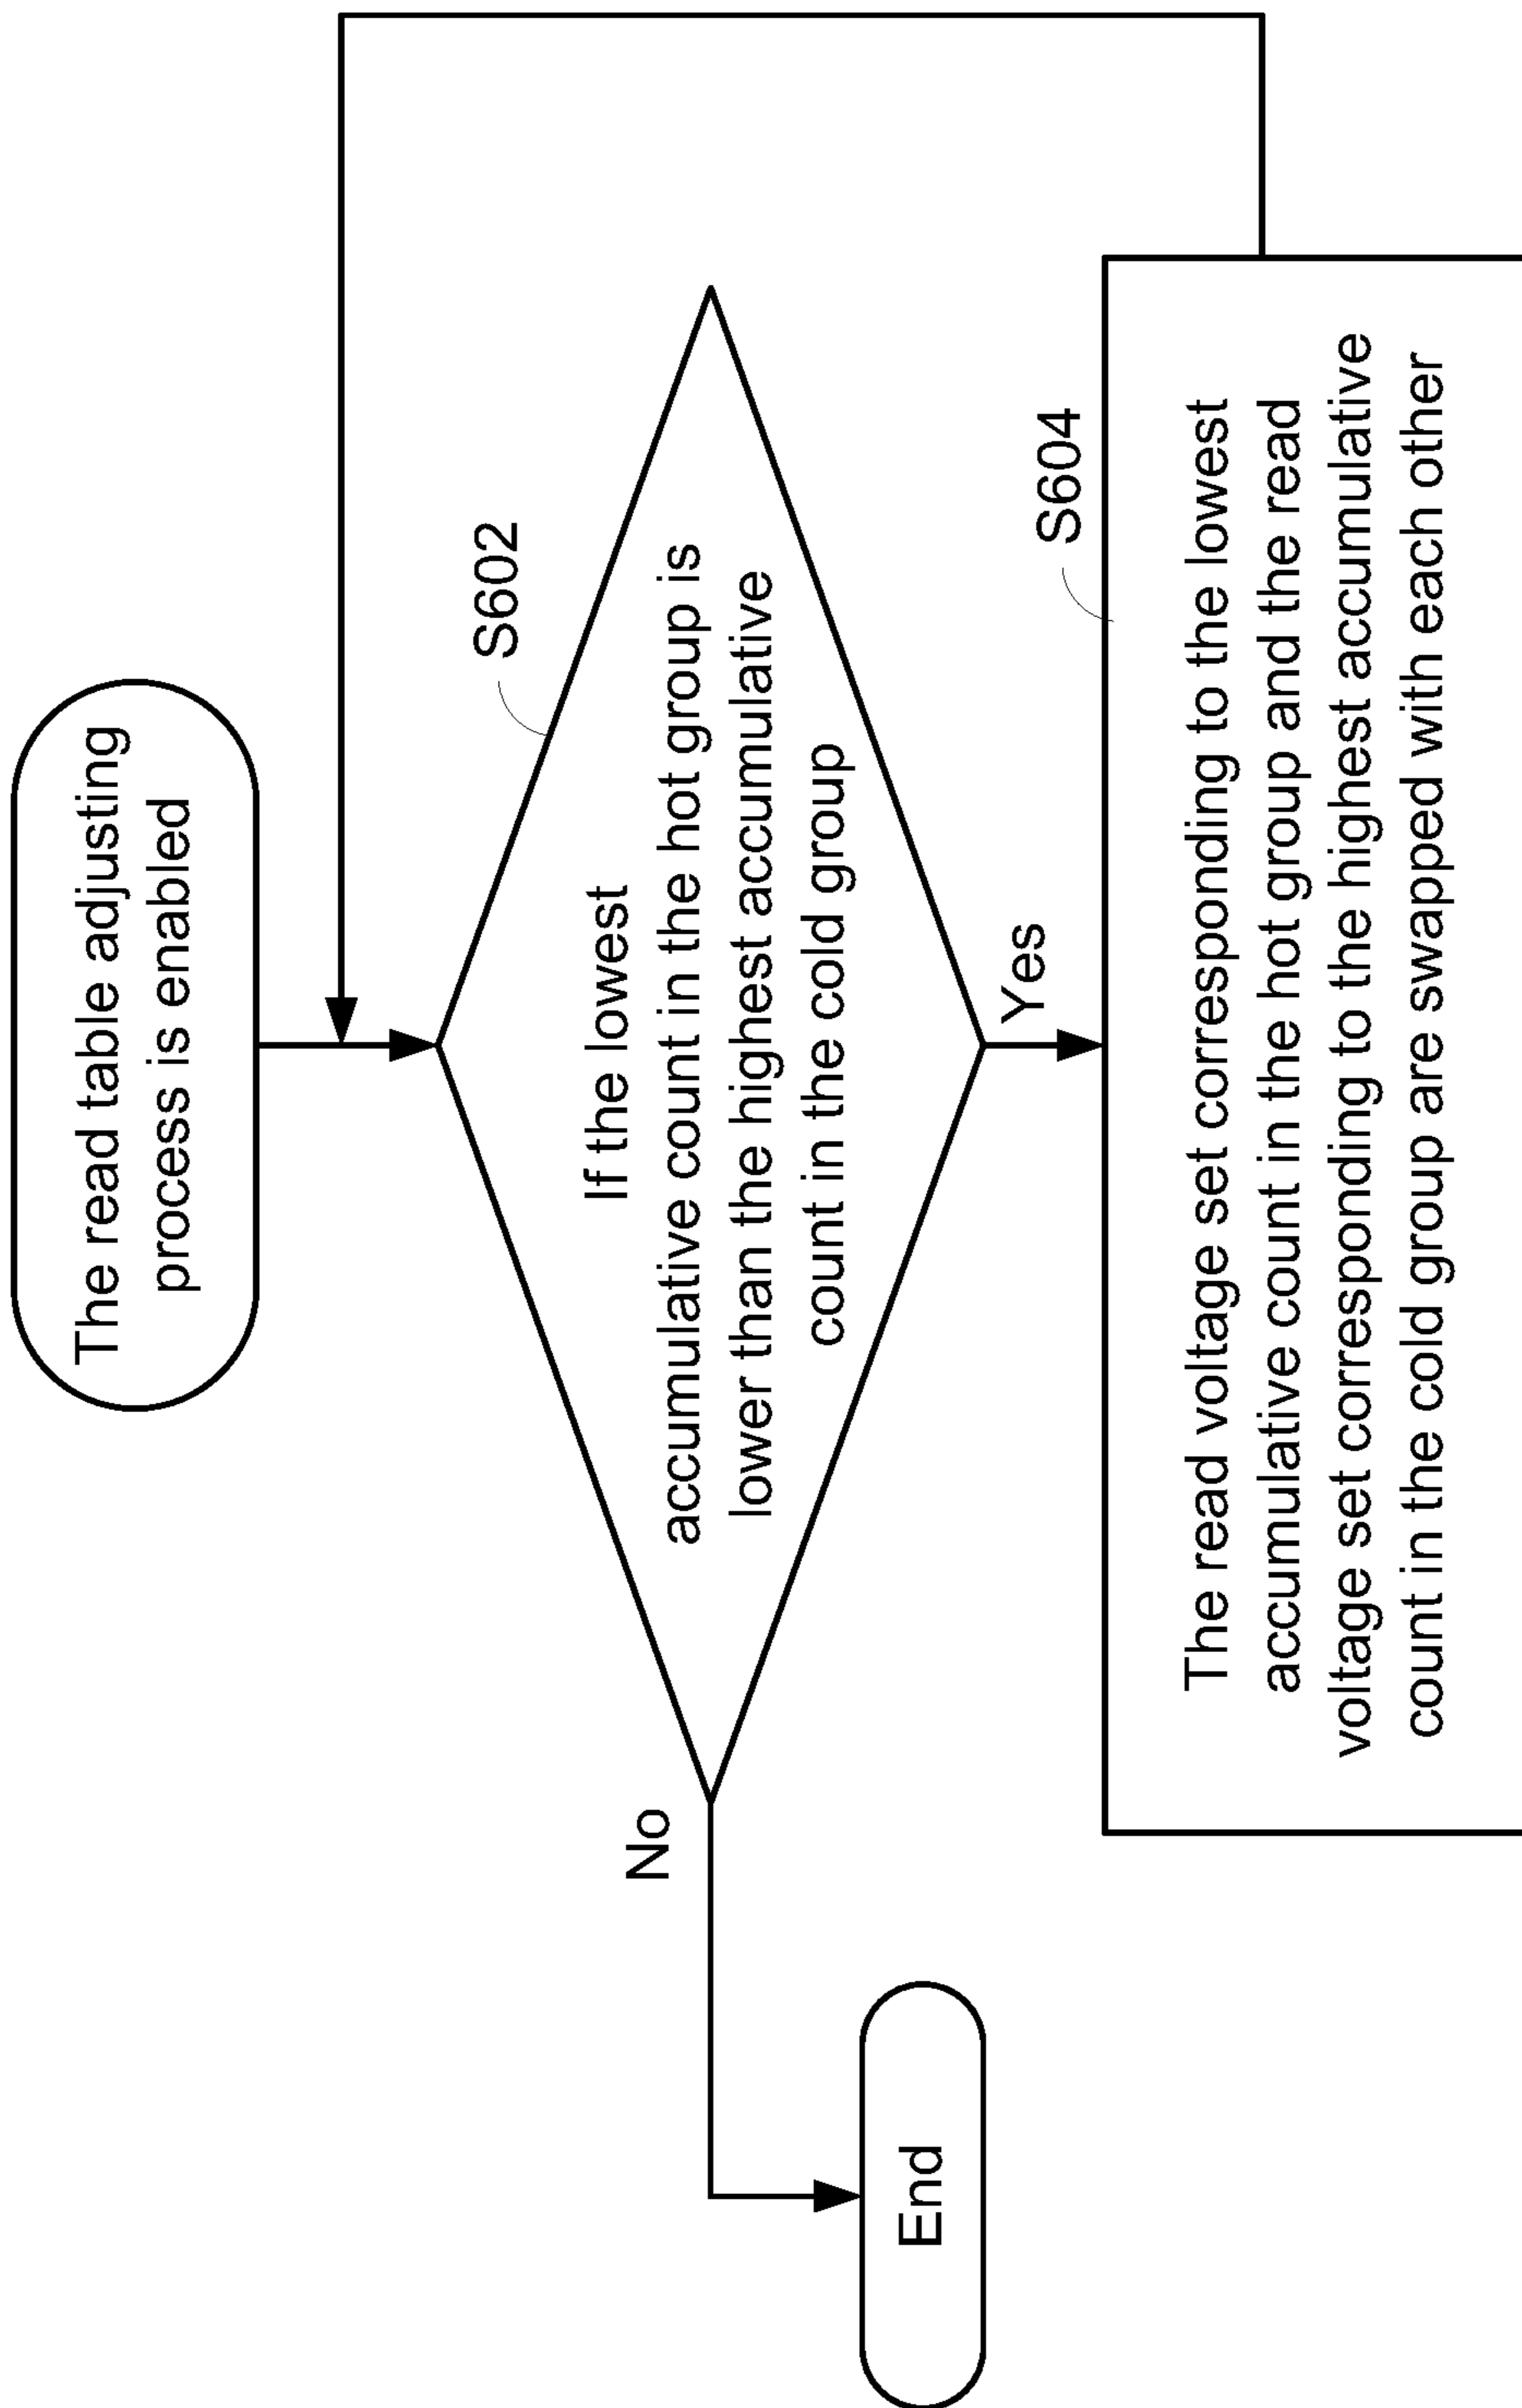 The read table adjusting
process is enabled
S602
If the lowest
accumulative count in the hot group is
lower than the highest accumulative
count in the cold group
No
Yes
End
S604
The read voltage set corresponding to the lowest
accumulative count in the hot group and the read
voltage set corresponding to the highest accumulative
count in the cold group are swapped with each other